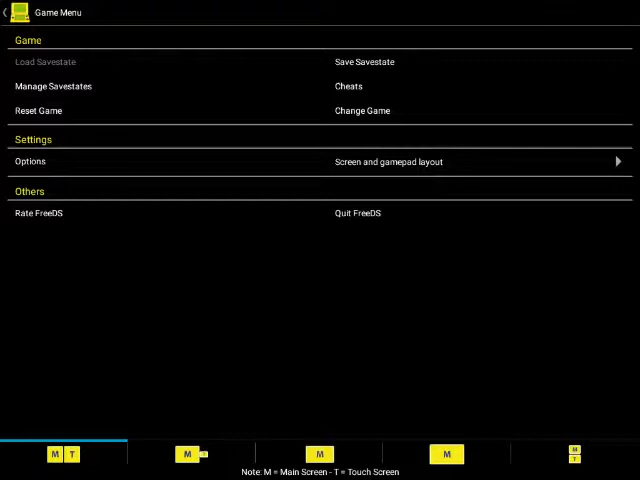 Game Menu
Game
Load Savestate
Save Savestate
Manage Savestates
Cheats
Reset Game
Change Game
Settings
Options
Screen and gamepad layout
Others
Rate FreeDS
Quit FreeDS
M T
M T
M
M
M
T
Note: M = Main Screen - T = Touch Screen